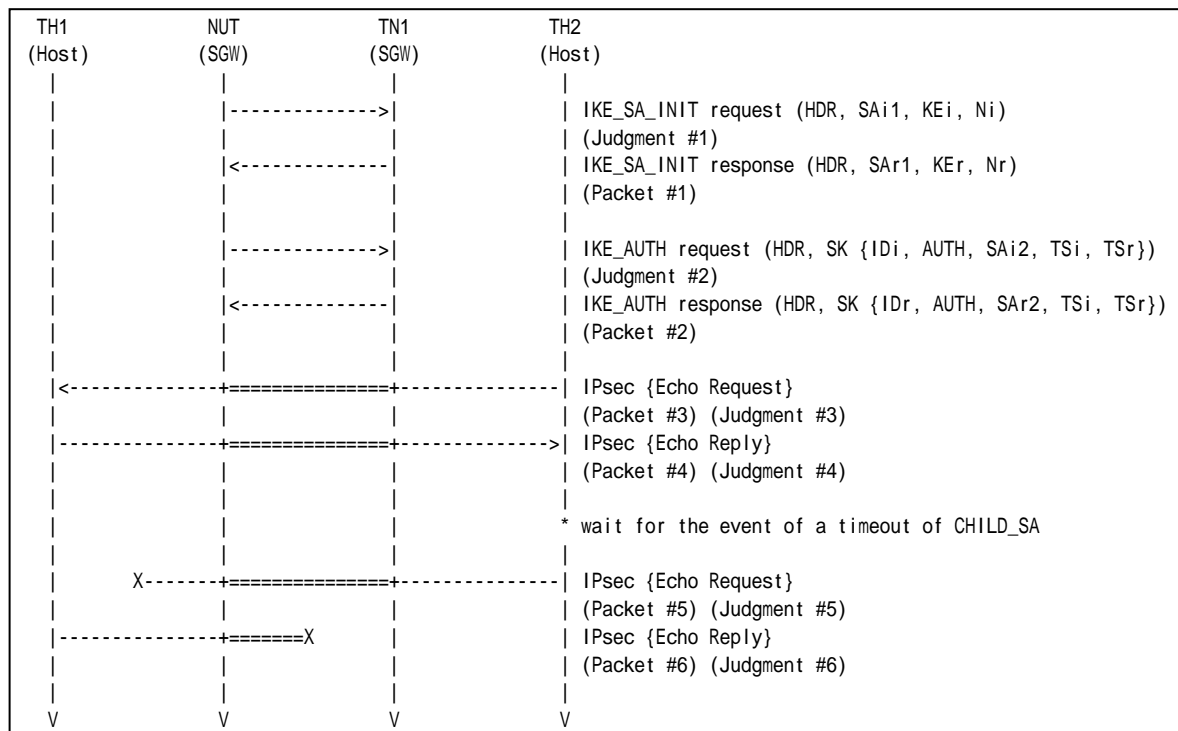 TH1 NUT TN1 TH2
(Host) (SGW) (SGW) (Host)
| | | |
| |-------------->| | IKE_SA_INIT request (HDR, SAi1, KEi, Ni)
| | | | (Judgment #1)
| |<--------------| | IKE_SA_INIT response (HDR, SAr1, KEr, Nr)
| | | | (Packet #1)
| | | |
| |-------------->| | IKE_AUTH request (HDR, SK {IDi, AUTH, SAi2, TSi, TSr})
| | | | (Judgment #2)
| |<--------------| | IKE_AUTH response (HDR, SK {IDr, AUTH, SAr2, TSi, TSr})
| | | | (Packet #2)
| | | |
|<--------------+===============+--------------| IPsec {Echo Request}
| | | | (Packet #3) (Judgment #3)
|---------------+===============+------------->| IPsec {Echo Reply}
| | | | (Packet #4) (Judgment #4)
| | | |
| | | * wait for the event of a timeout of CHILD_SA
| | | |
| X-------+===============+--------------| IPsec {Echo Request}
| | | | (Packet #5) (Judgment #5)
|---------------+=======X | | IPsec {Echo Reply}
| | | | (Packet #6) (Judgment #6)
| | | |
V V V V